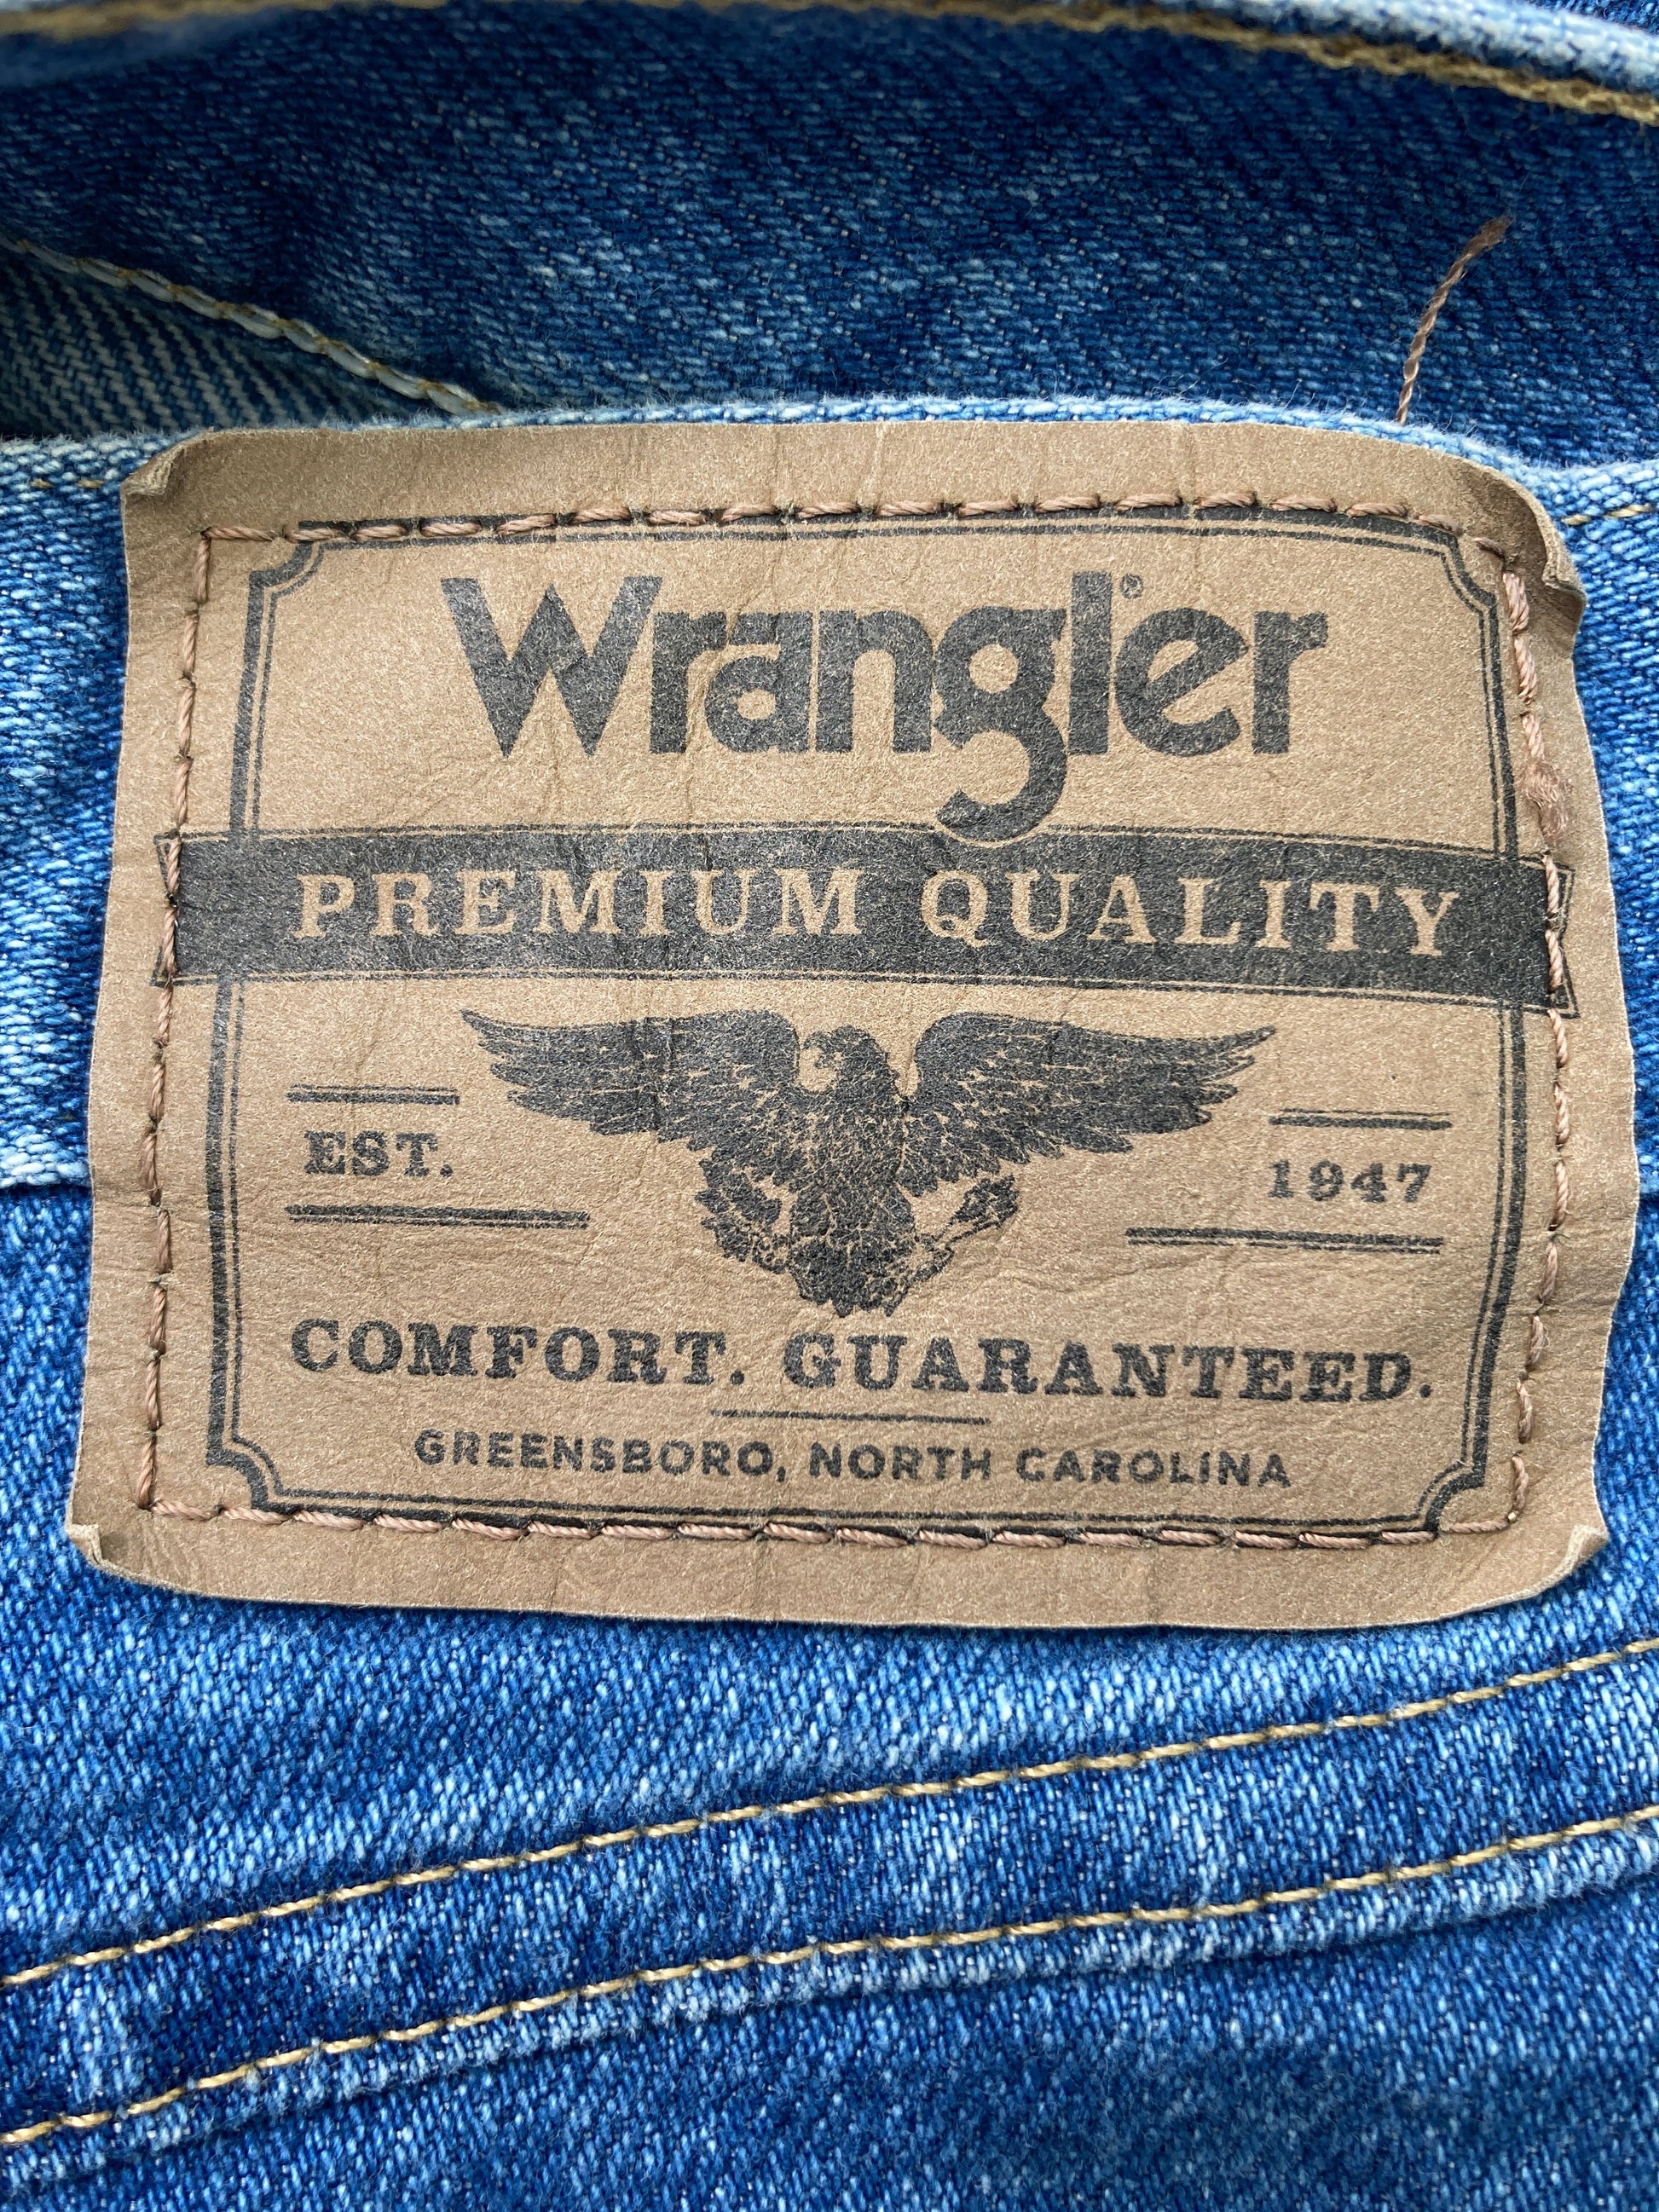 Wrangler®
PREMIUM QUALITY
EST. 1947
COMFORT. GUARANTEED.
GREENSBORO, NORTH CAROLINA